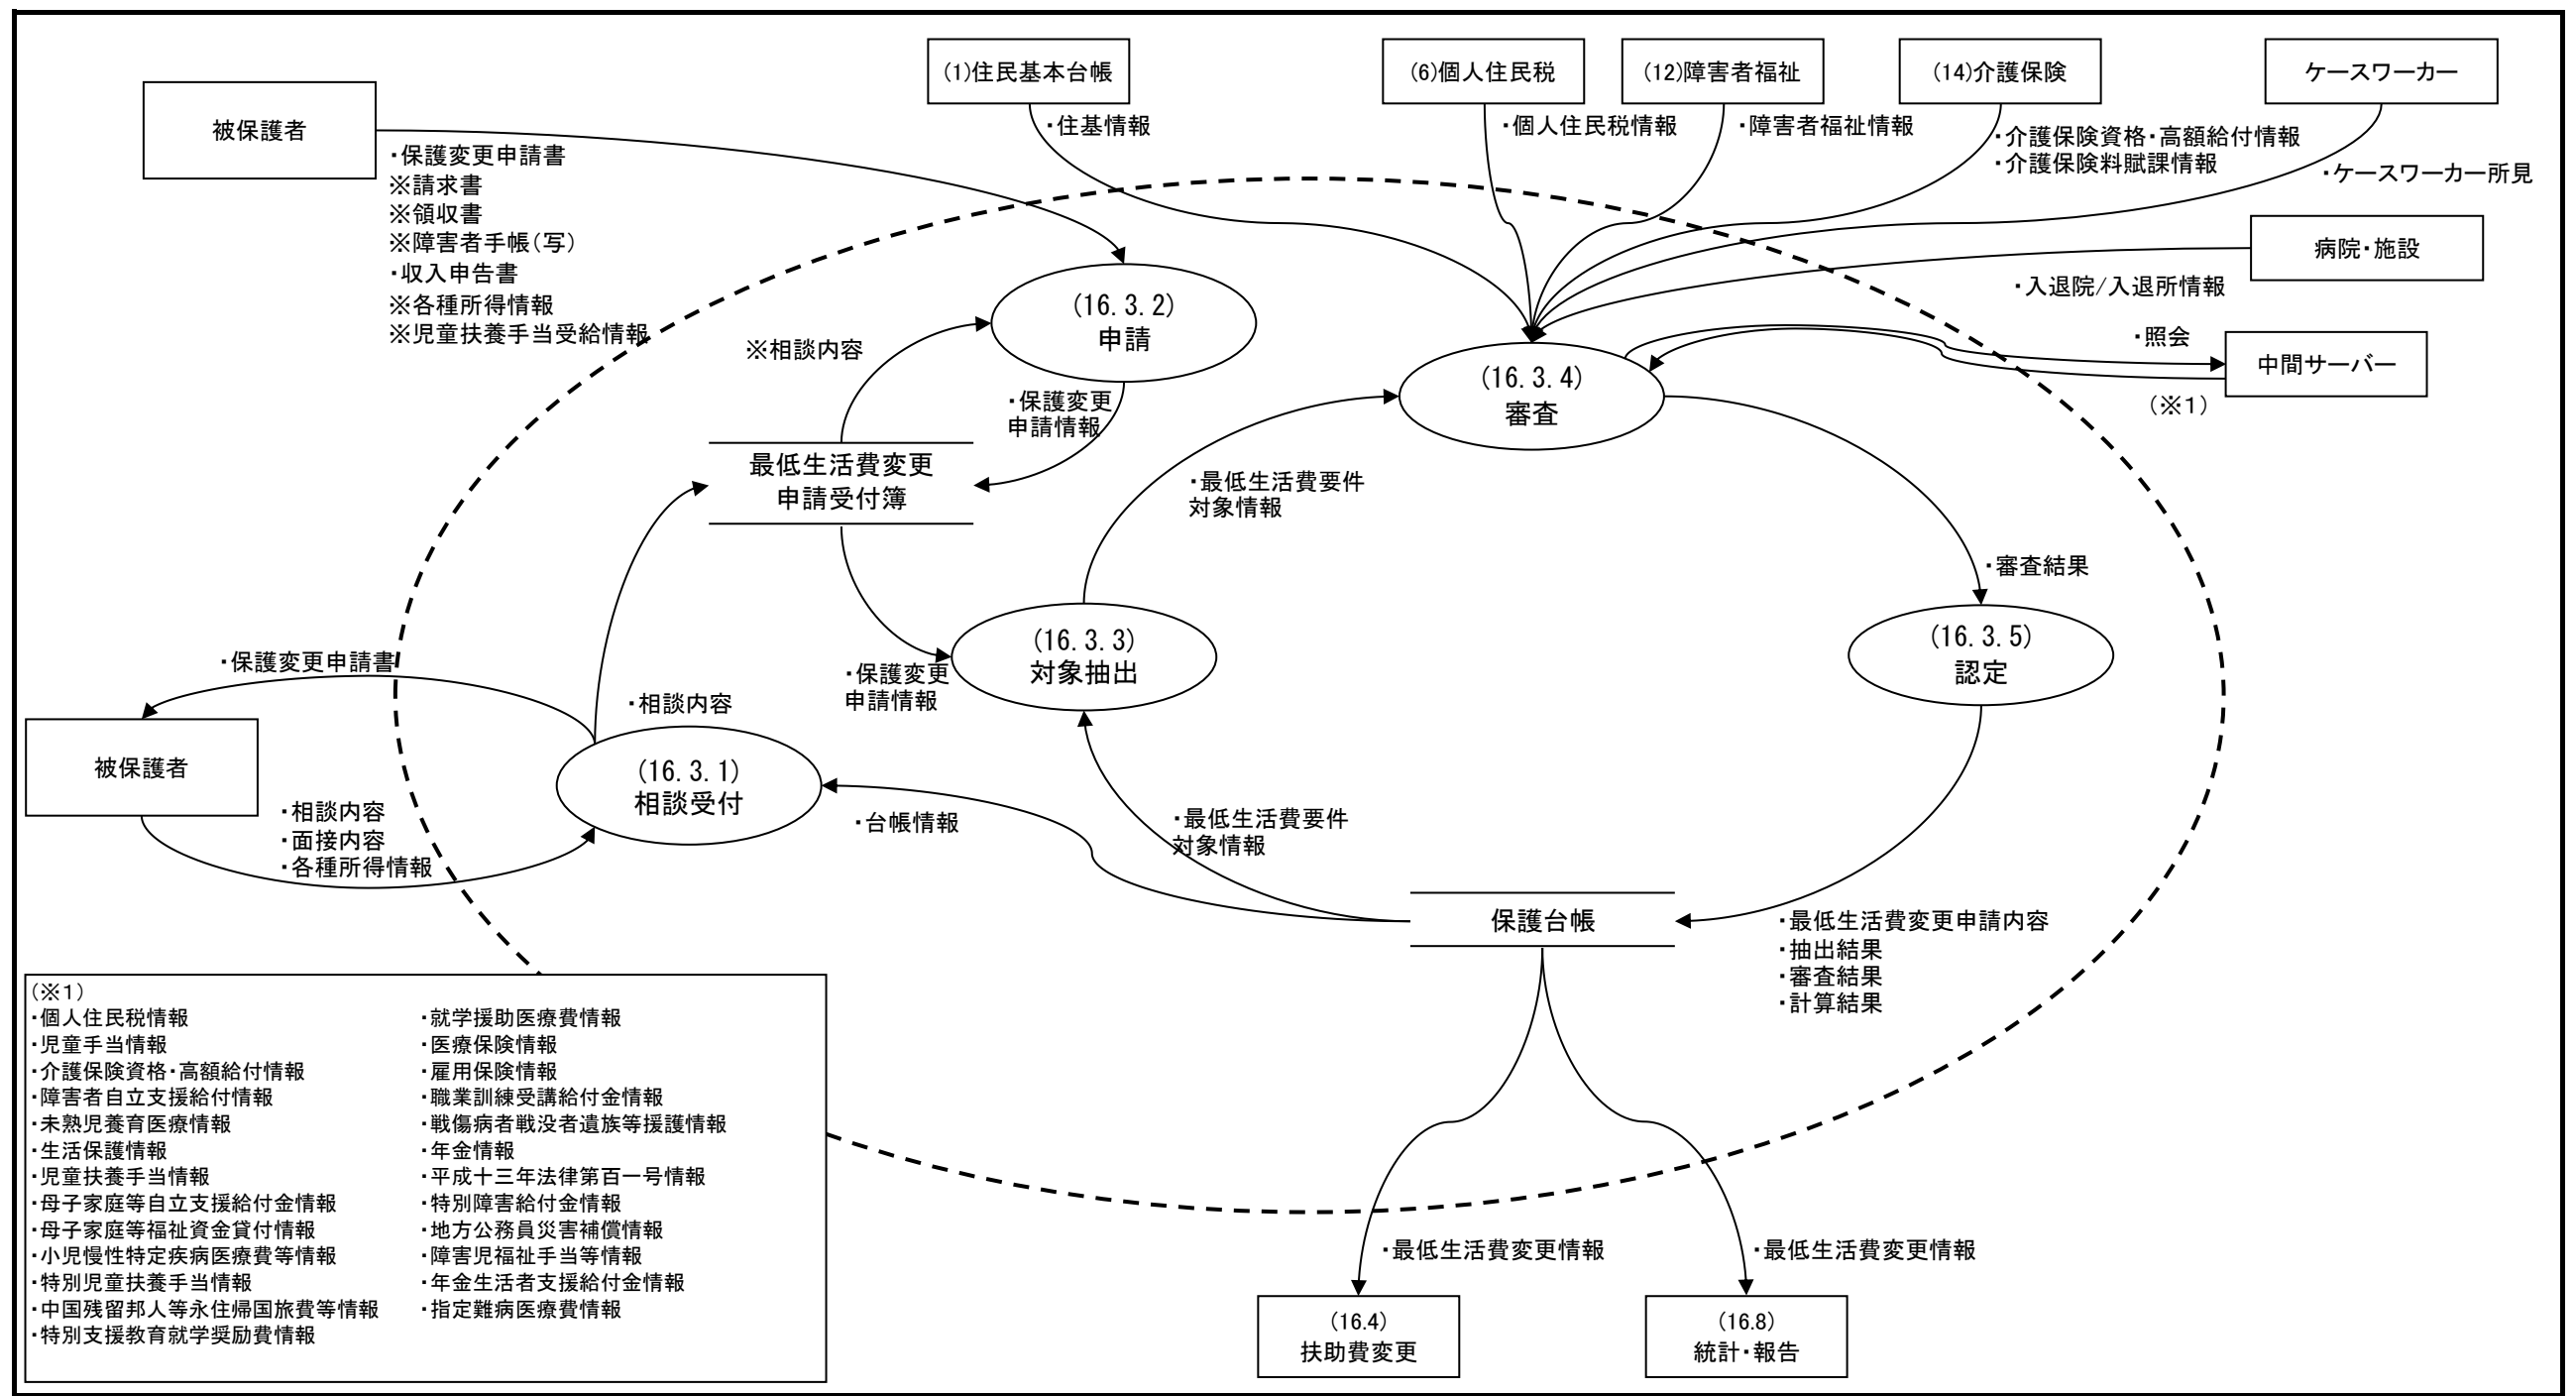 (1)住民基本台帳
(6)個人住民税
(12)障害者福祉
(14)介護保険
ケースワーカー
被保護者
・住基情報
・個人住民税情報
・障害者福祉情報
・介護保険資格・高額給付情報
・介護保険料賦課情報
・ケースワーカー所見
・保護変更申請書
※請求書
※領収書
※障害者手帳(写)
・収入申告書
※各種所得情報
※児童扶養手当受給情報
病院・施設
・入退院/入退所情報
(16.3.2)
申請
※相談内容
・照会
中間サーバー
(※1)
(16.3.4)
審査
・保護変更
申請情報
最低生活費変更
申請受付簿
・最低生活費要件
対象情報
・審査結果
(16.3.3)
対象抽出
(16.3.5)
認定
・保護変更申請書
・保護変更
申請情報
・相談内容
被保護者
(16.3.1)
相談受付
・相談内容
・面接内容
・各種所得情報
・台帳情報
・最低生活費要件
対象情報
保護台帳
・最低生活費変更申請内容
・抽出結果
・審査結果
・計算結果
(※1)
・個人住民税情報
・児童手当情報
・介護保険資格・高額給付情報
・障害者自立支援給付情報
・未熟児養育医療情報
・生活保護情報
・児童扶養手当情報
・母子家庭等自立支援給付金情報
・母子家庭等福祉資金貸付情報
・小児慢性特定疾病医療費等情報
・特別児童扶養手当情報
・中国残留邦人等永住帰国旅費等情報
・特別支援教育就学奨励費情報
・就学援助医療費情報
・医療保険情報
・雇用保険情報
・職業訓練受講給付金情報
・戦傷病者戦没者遺族等援護情報
・年金情報
・平成十三年法律第百一号情報
・特別障害給付金情報
・地方公務員災害補償情報
・障害児福祉手当等情報
・年金生活者支援給付金情報
・指定難病医療費情報
・最低生活費変更情報
・最低生活費変更情報
(16.4)
扶助費変更
(16.8)
統計・報告